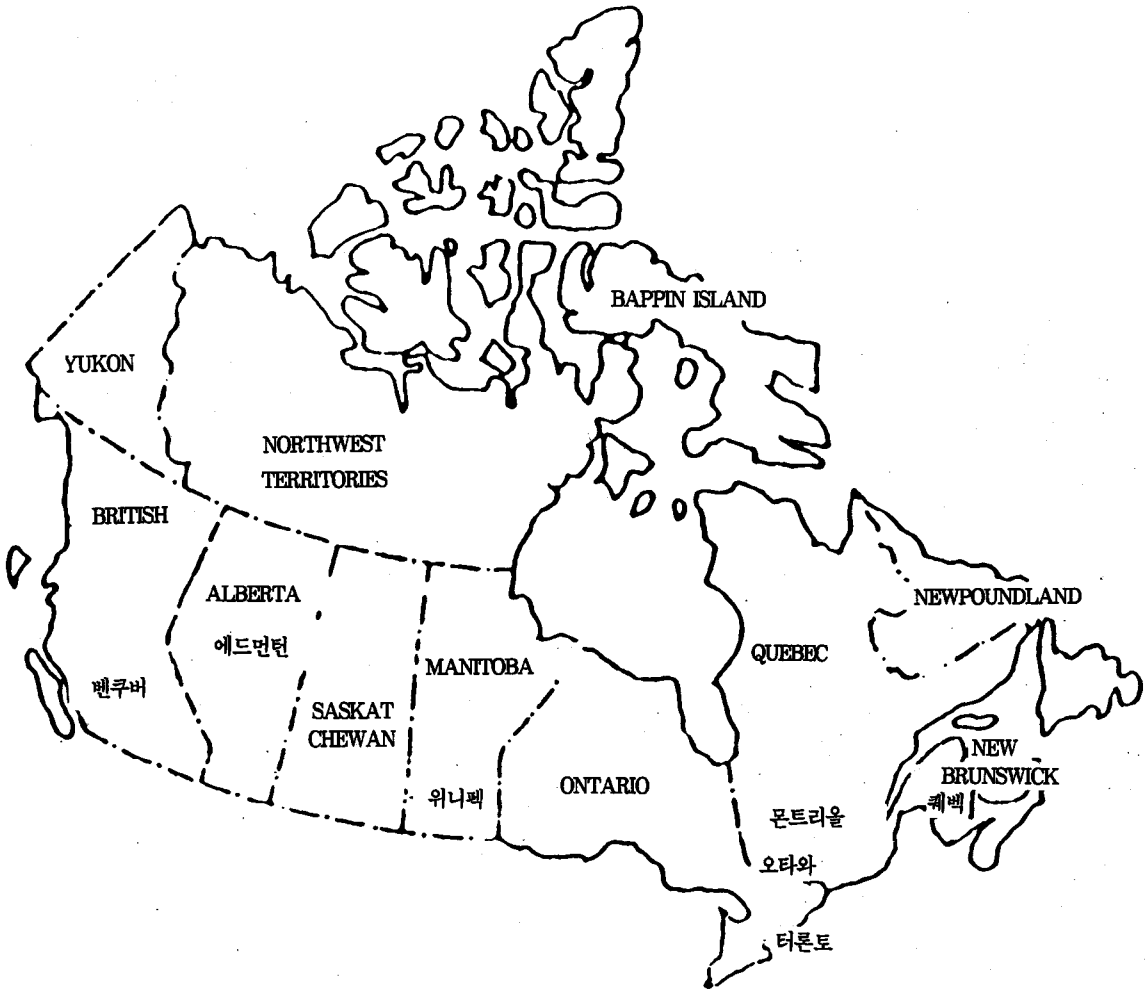 BAPPIN ISLAND
YUKON
NORTHWEST
TERRITORIES
BRITISH
ALBERTA
에드먼턴
NEWPOUNDLAND
QUEBEC
MANITOBA
벤쿠버
SASKAT
CHEWAN
NEW
BRUNSWICK
ONTARIO
위니펙
퀘벡
몬트리올
오타와
터론토